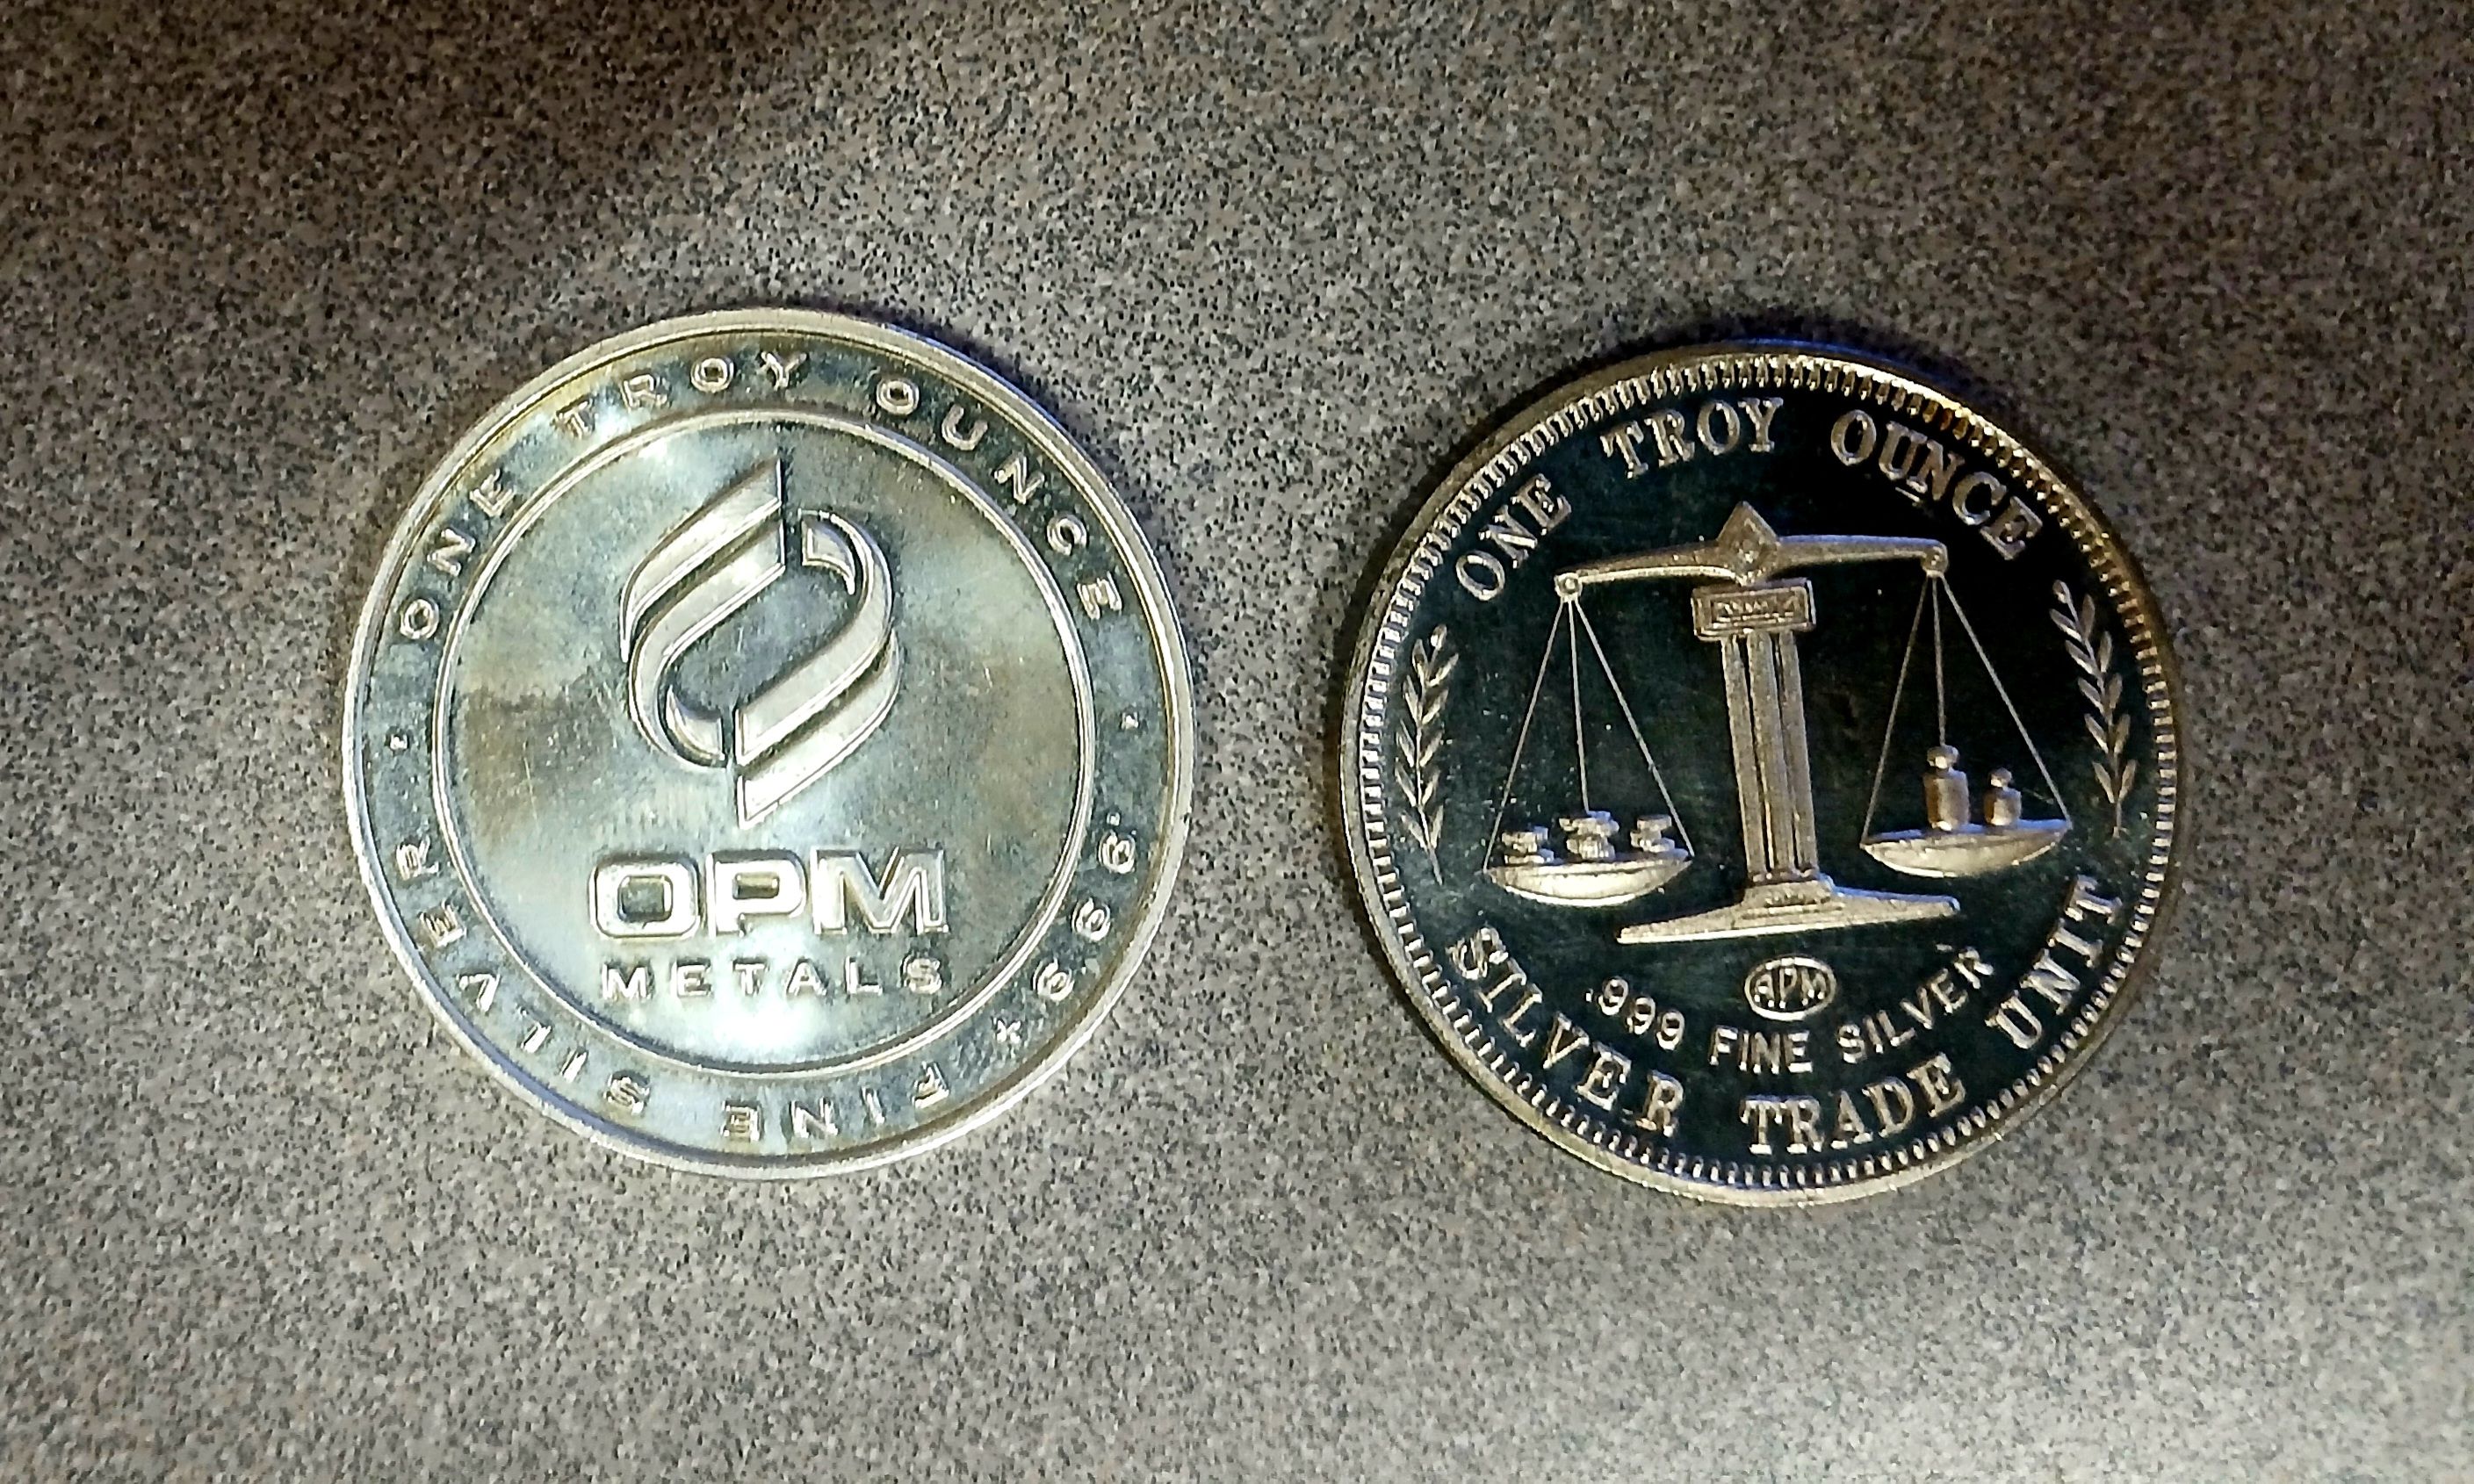 ONE TROY OUNCE
OPM
METALS
.999+ FINE SILVER
ONE TROY OUNCE
APM
.999 FINE SILVER
SILVER TRADE UNIT